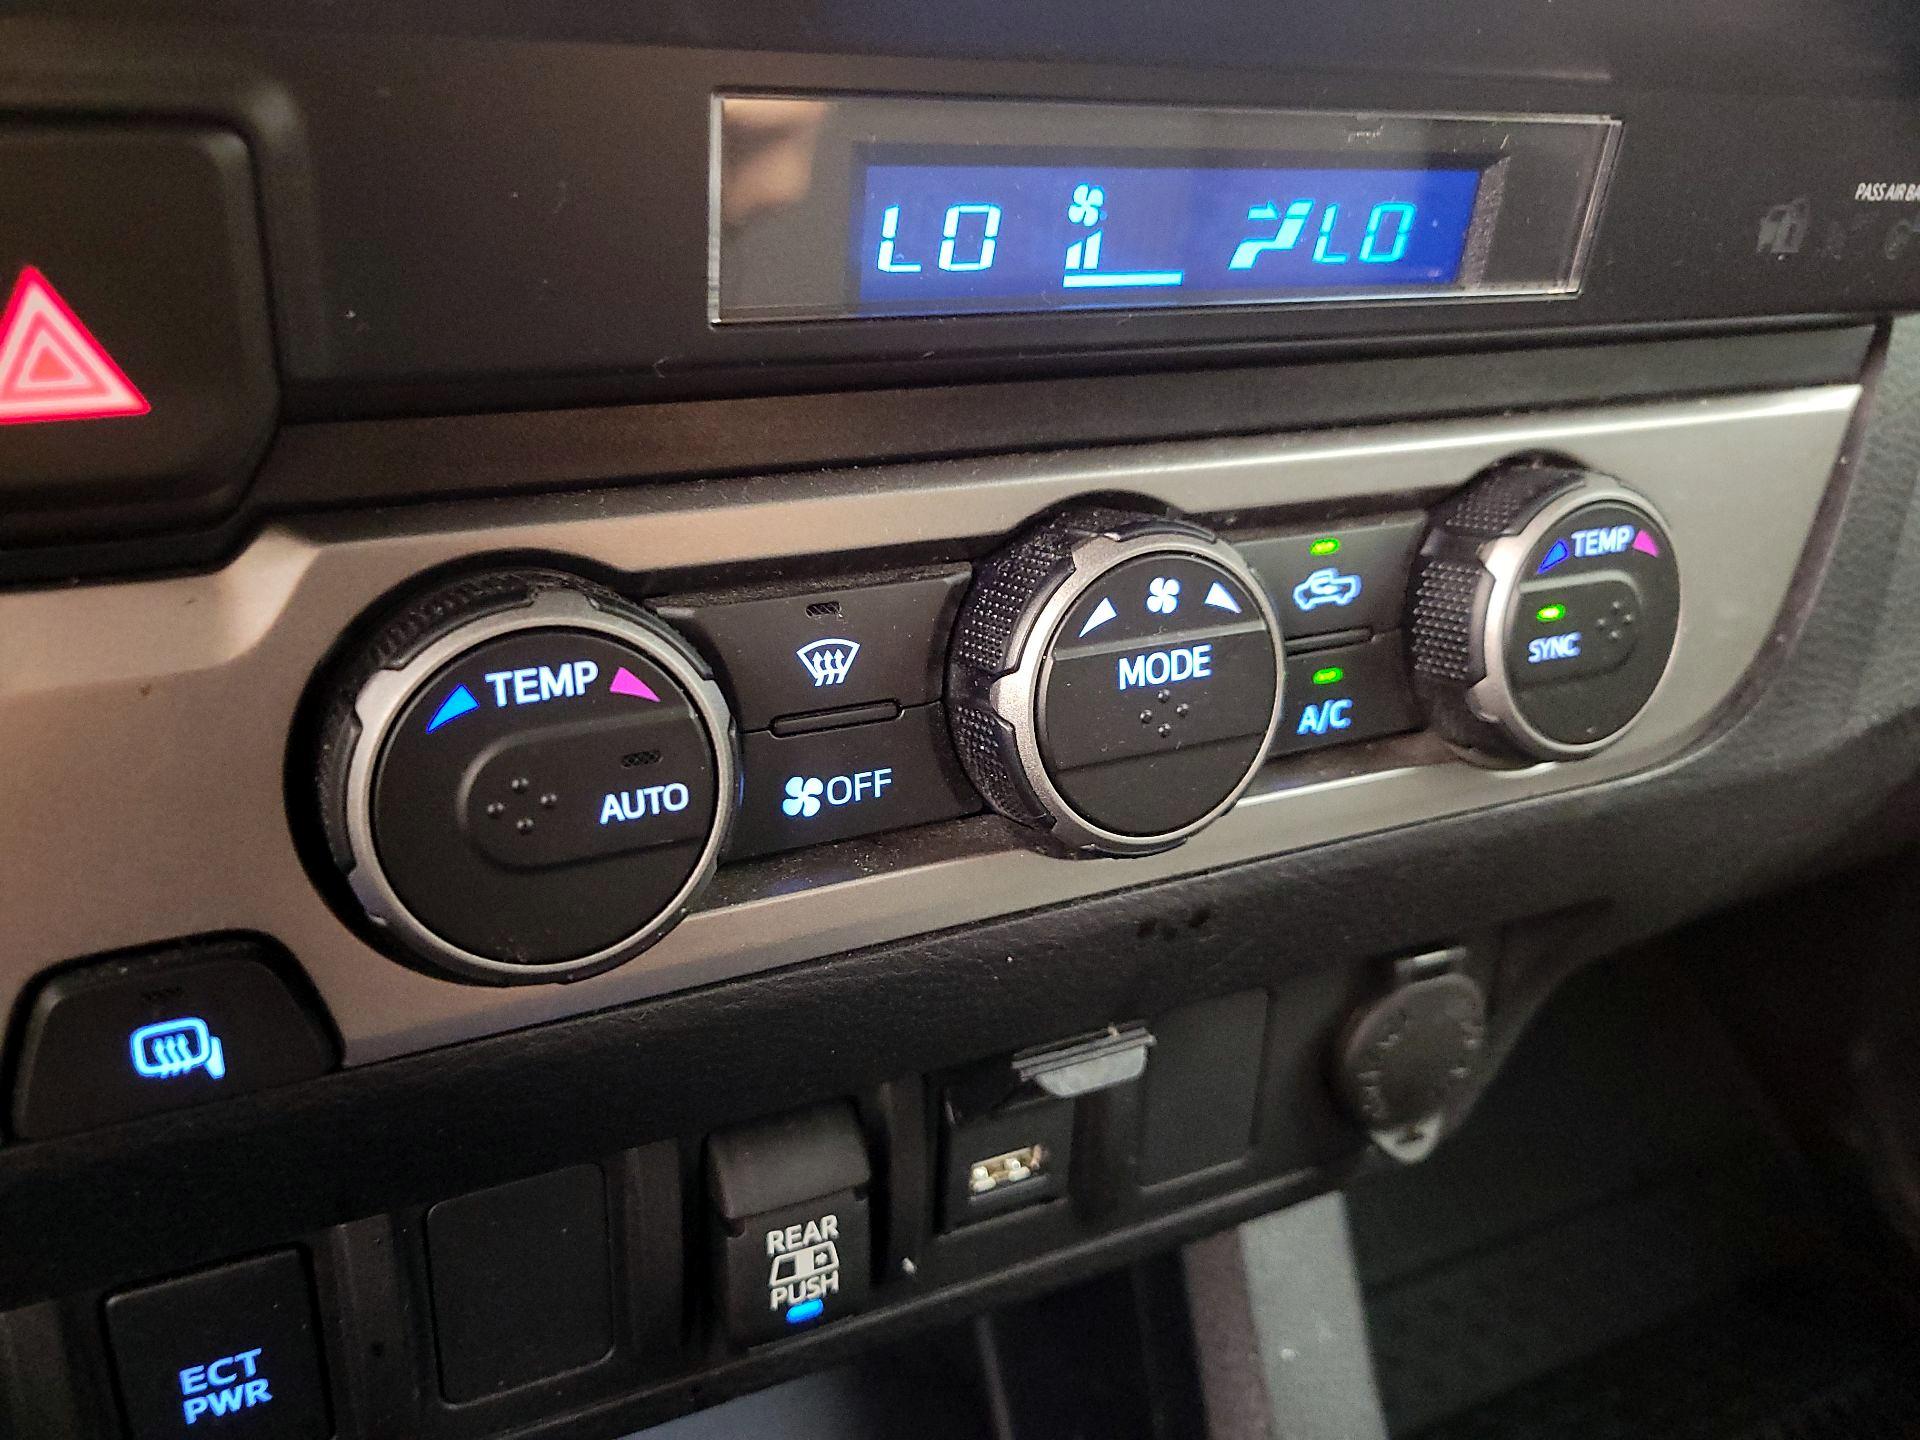 LO LO
PASS AIR BA
TEMP
AUTO
OFF
MODE
A/C
TEMP
SYNC
REAR
PUSH
ECT
PWR